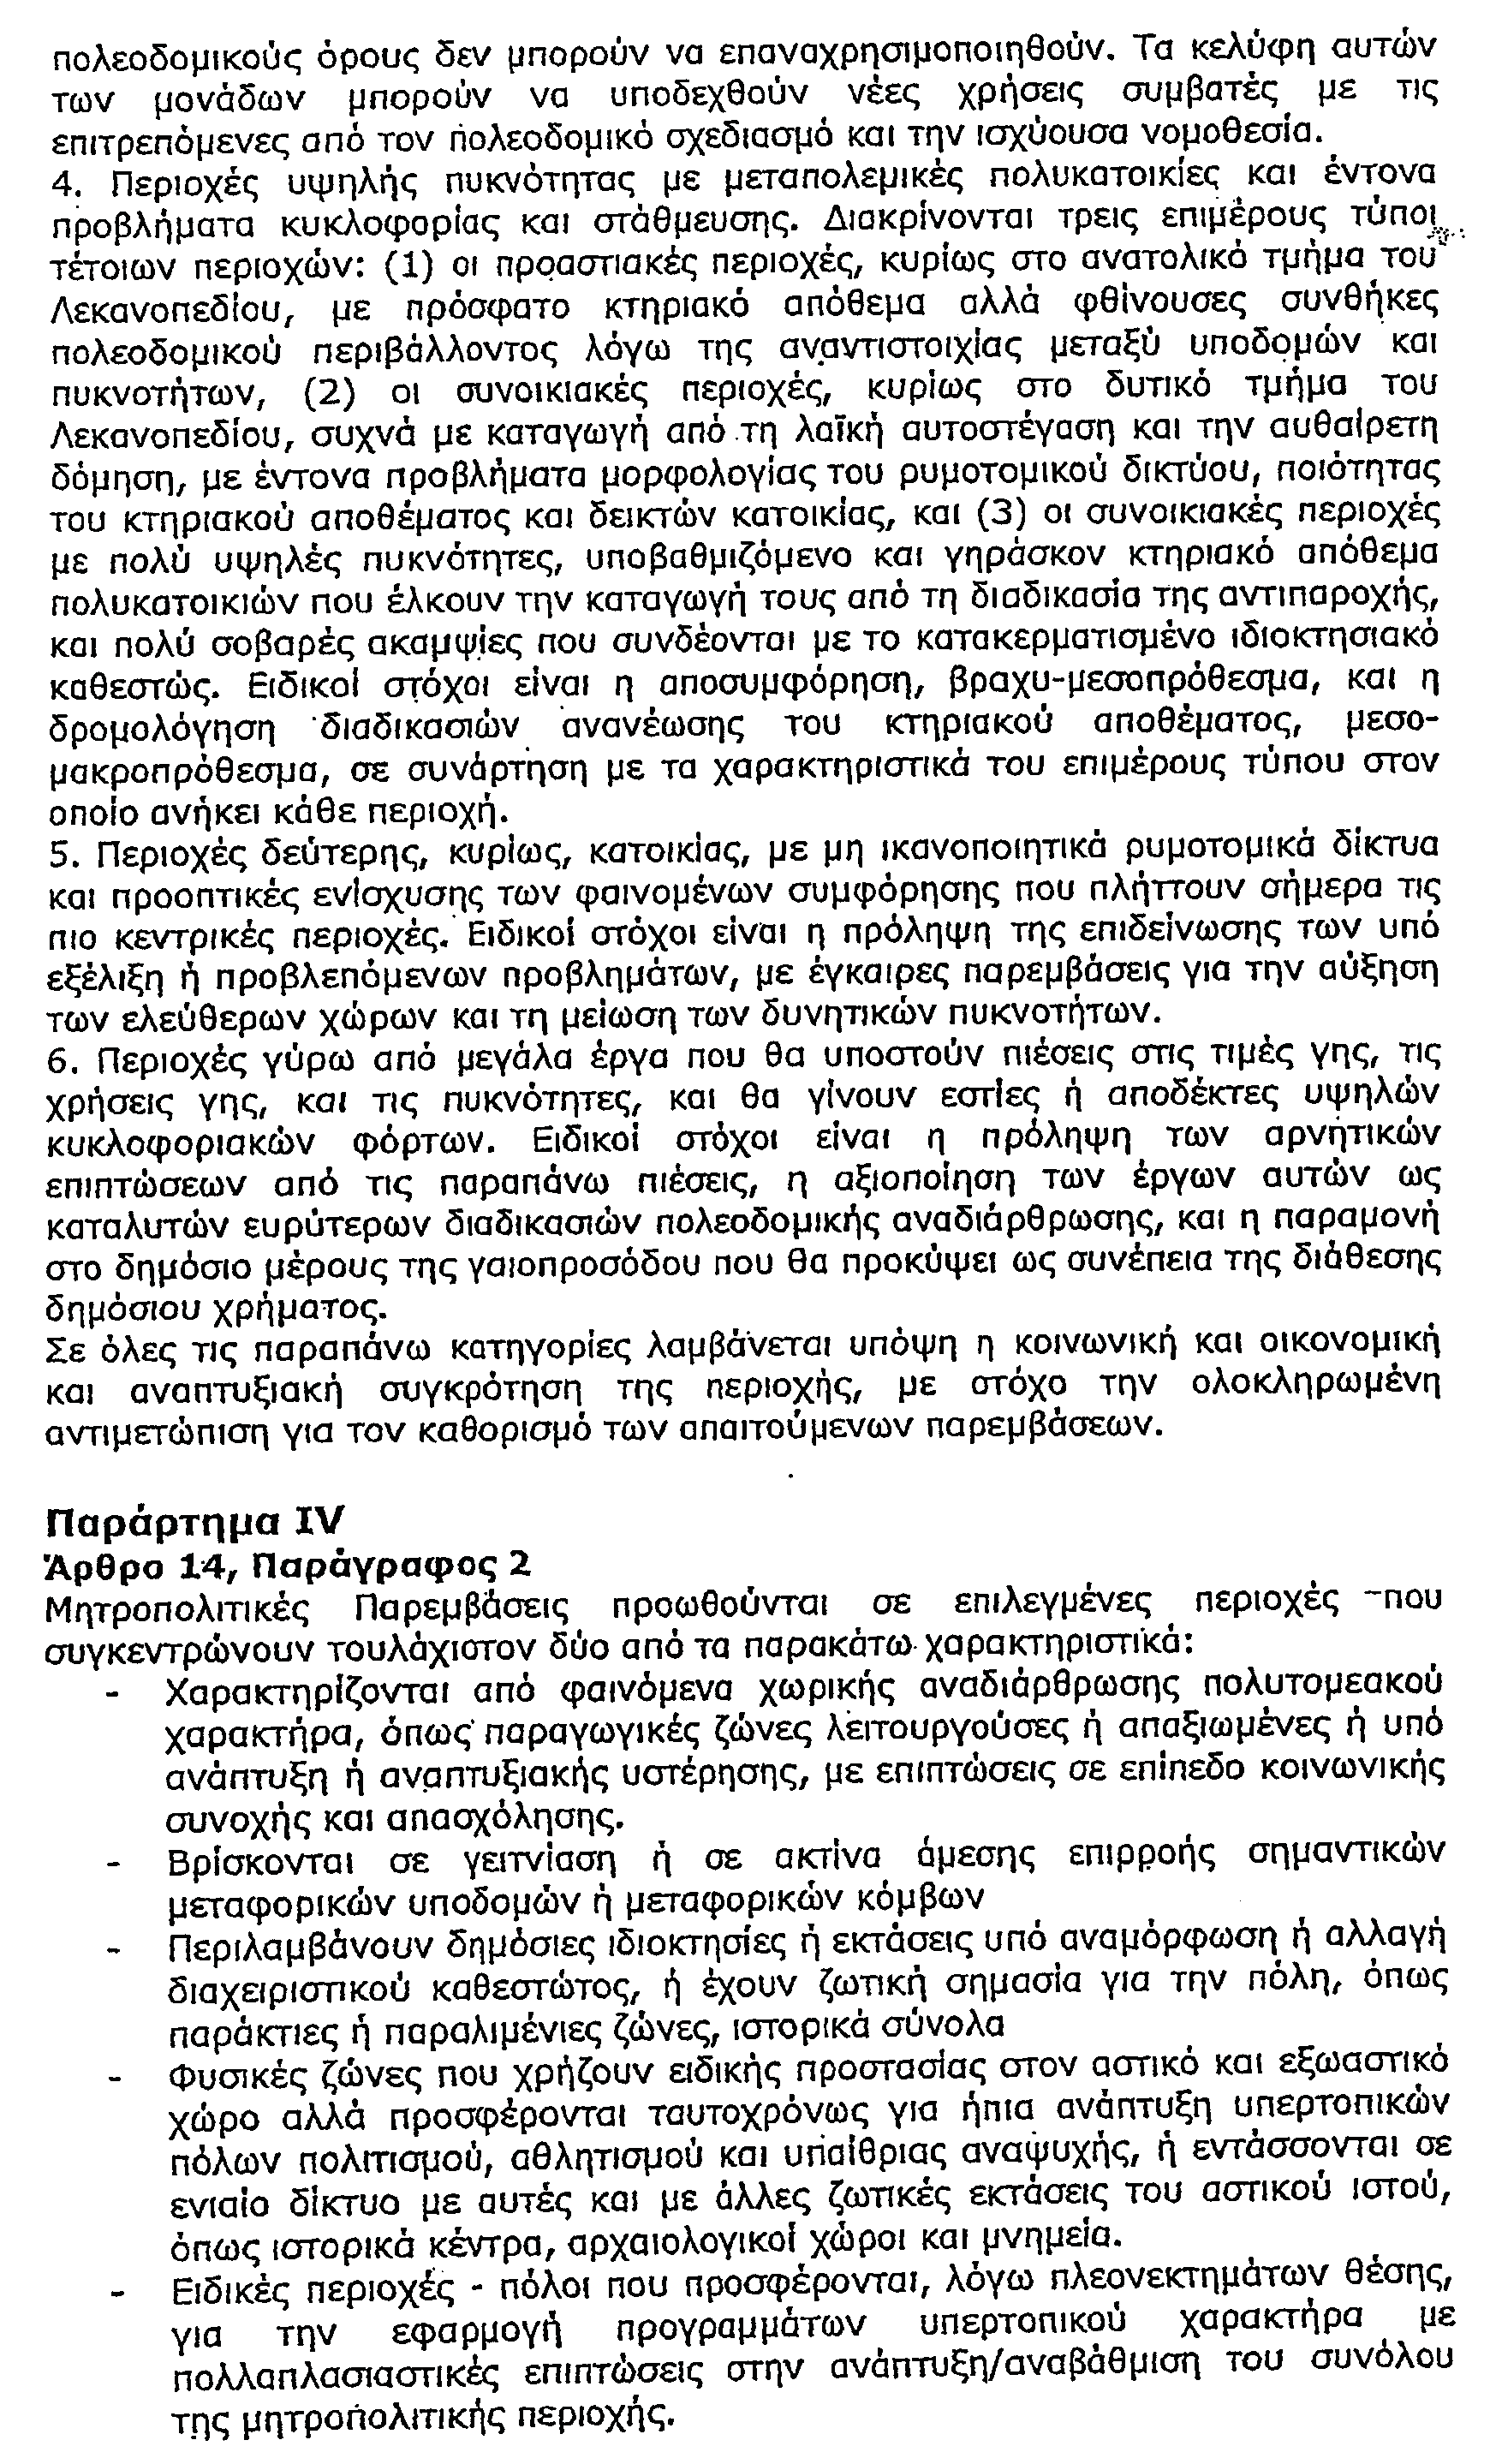 πολεοδομικούς όρους δεν μπορούν να επαναχρησιμοποιηθούν. Τα κελύφη αυτών
των μονάδων μπορούν να υποδεχθούν νέες χρήσεις συμβατές με τις
επιτρεπόμενες από τον πολεοδομικό σχεδιασμό και την ισχύουσα νομοθεσία.
4. Περιοχές υψηλής πυκνότητας με μεταπολεμικές πολυκατοικίες και έντονα
προβλήματα κυκλοφορίας και στάθμευσης. Διακρίνονται τρεις επιμέρους τύποι
τέτοιων περιοχών: (1) οι προαστιακές περιοχές, κυρίως στο ανατολικό τμήμα του
Λεκανοπεδίου, με πρόσφατο κτηριακό απόθεμα αλλά φθίνουσες συνθήκες
πολεοδομικού περιβάλλοντος λόγω της αναντιστοιχίας μεταξύ υποδομών και
πυκνοτήτων, (2) οι συνοικιακές περιοχές, κυρίως στο δυτικό τμήμα του
Λεκανοπεδίου, συχνά με καταγωγή από τη λαϊκή αυτοστέγαση και την αυθαίρετη
δόμηση, με έντονα προβλήματα μορφολογίας του ρυμοτομικού δικτύου, ποιότητας
του κτηριακού αποθέματος και δεικτών κατοικίας, και (3) οι συνοικιακές περιοχές
με πολύ υψηλές πυκνότητες, υποβαθμιζόμενο και γηράσκον κτηριακό απόθεμα
πολυκατοικιών που έλκουν την καταγωγή τους από τη διαδικασία της αντιπαροχής,
και πολύ σοβαρές ακαμψίες που συνδέονται με το κατακερματισμένο ιδιοκτησιακό
καθεστώς. Ειδικοί στόχοι είναι η αποσυμφόρηση, βραχυ-μεσοπρόθεσμα, και η
δρομολόγηση διαδικασιών ανανέωσης του κτηριακού αποθέματος, μεσο-
μακροπρόθεσμα, σε συνάρτηση με τα χαρακτηριστικά του επιμέρους τύπου στον
οποίο ανήκει κάθε περιοχή.
5. Περιοχές δεύτερης, κυρίως, κατοικίας, με μη ικανοποιητικά ρυμοτομικά δίκτυα
και προοπτικές ενίσχυσης των φαινομένων συμφόρησης που πλήττουν σήμερα τις
πιο κεντρικές περιοχές. Ειδικοί στόχοι είναι η πρόληψη της επιδείνωσης των υπό
εξέλιξη ή προβλεπόμενων προβλημάτων, με έγκαιρες παρεμβάσεις για την αύξηση
των ελεύθερων χώρων και τη μείωση των δυνητικών πυκνοτήτων.
6. Περιοχές γύρω από μεγάλα έργα που θα υποστούν πιέσεις στις τιμές γης, τις
χρήσεις γης, και τις πυκνότητες, και θα γίνουν εστίες ή αποδέκτες υψηλών
κυκλοφοριακών φόρτων. Ειδικοί στόχοι είναι η πρόληψη των αρνητικών
επιπτώσεων από τις παραπάνω πιέσεις, η αξιοποίηση των έργων αυτών ως
καταλυτών ευρύτερων διαδικασιών πολεοδομικής αναδιάρθρωσης, και η παραμονή
στο δημόσιο μέρους της γαιοπροσόδου που θα προκύψει ως συνέπεια της διάθεσης
δημόσιου χρήματος.
Σε όλες τις παραπάνω κατηγορίες λαμβάνεται υπόψη η κοινωνική και οικονομική
και αναπτυξιακή συγκρότηση της περιοχής, με στόχο την ολοκληρωμένη
αντιμετώπιση για τον καθορισμό των απαιτούμενων παρεμβάσεων.
Παράρτημα IV
Άρθρο 14, Παράγραφος 2
Μητροπολιτικές Παρεμβάσεις προωθούνται σε επιλεγμένες περιοχές που
συγκεντρώνουν τουλάχιστον δύο από τα παρακάτω χαρακτηριστικά:
- Χαρακτηρίζονται από φαινόμενα χωρικής αναδιάρθρωσης πολυτομεακού
χαρακτήρα, όπως παραγωγικές ζώνες λειτουργούσες ή απαξιωμένες ή υπό
ανάπτυξη ή αναπτυξιακής υστέρησης, με επιπτώσεις σε επίπεδο κοινωνικής
συνοχής και απασχόλησης.
- Βρίσκονται σε γειτνίαση ή σε ακτίνα άμεσης επιρροής σημαντικών
μεταφορικών υποδομών ή μεταφορικών κόμβων
- Περιλαμβάνουν δημόσιες ιδιοκτησίες ή εκτάσεις υπό αναμόρφωση ή αλλαγή
διαχειριστικού καθεστώτος, ή έχουν ζωτική σημασία για την πόλη, όπως
παράκτιες ή παραλιμένιες ζώνες, ιστορικά σύνολα
- Φυσικές ζώνες που χρήζουν ειδικής προστασίας στον αστικό και εξωαστικό
χώρο αλλά προσφέρονται ταυτοχρόνως για ήπια ανάπτυξη υπερτοπικών
πόλων πολιτισμού, αθλητισμού και υπαίθριας αναψυχής, ή εντάσσονται σε
ενιαίο δίκτυο με αυτές και με άλλες ζωτικές εκτάσεις του αστικού ιστού,
όπως ιστορικά κέντρα, αρχαιολογικοί χώροι και μνημεία.
- Ειδικές περιοχές - πόλοι που προσφέρονται, λόγω πλεονεκτημάτων θέσης,
για την εφαρμογή προγραμμάτων υπερτοπικού χαρακτήρα με
πολλαπλασιαστικές επιπτώσεις στην ανάπτυξη/αναβάθμιση του συνόλου
της μητροπολιτικής περιοχής.